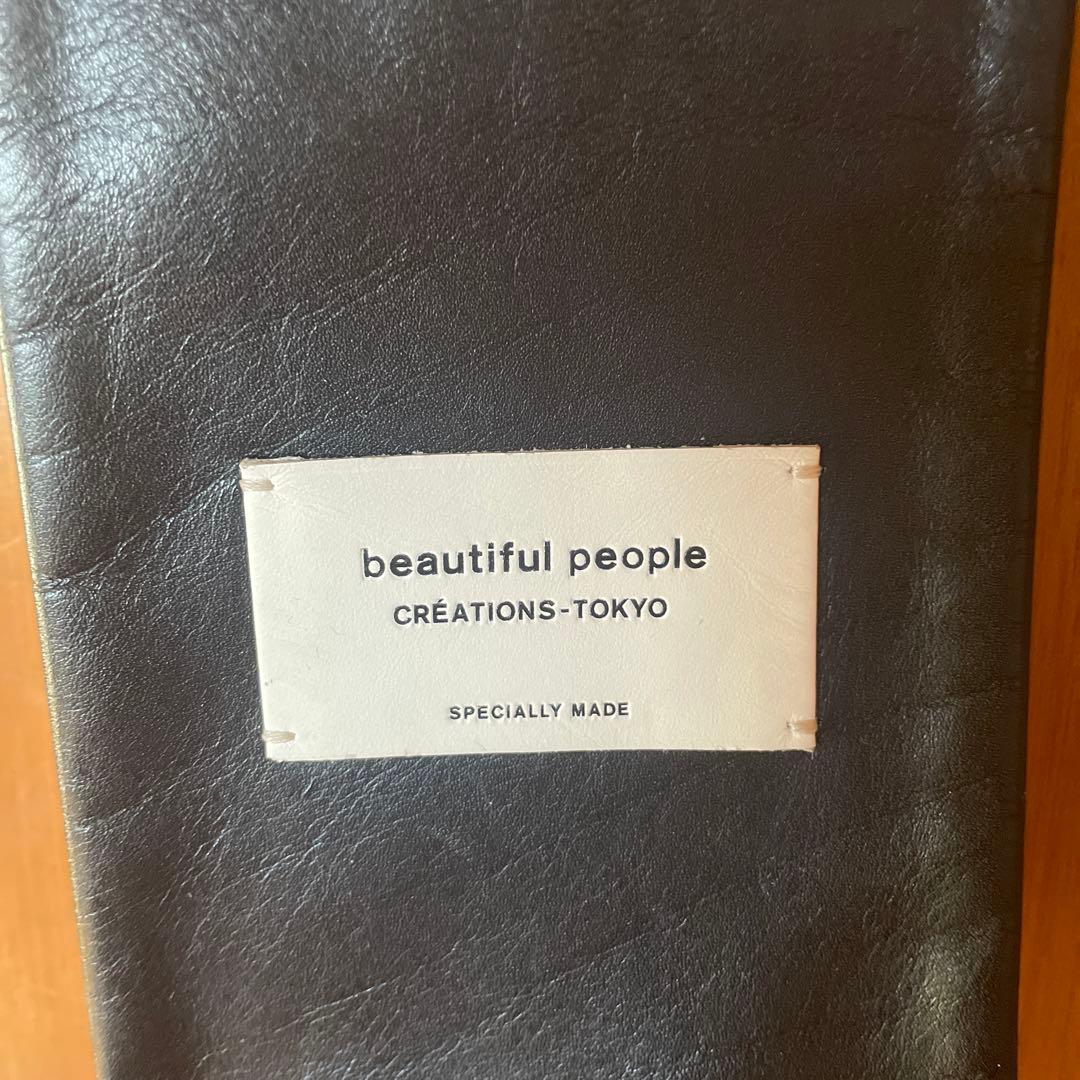 beautiful people
CRÉATIONS-TOKYO
SPECIALLY MADE